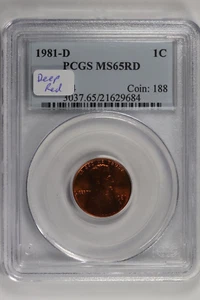 1981-D 1C
PCGS MS65RD
Deep
Red
Coin: 188
3037.65/21629684